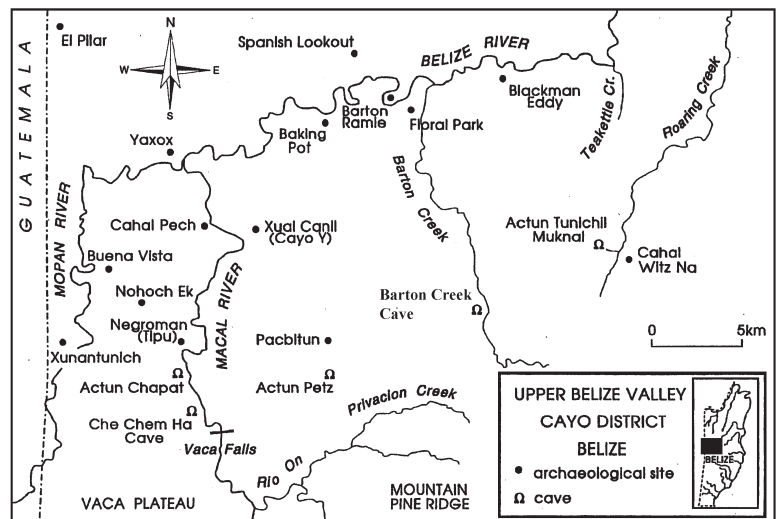 GUATEMALA
El Pilar
N
W
E
S
Spanish Lookout
BELIZE RIVER
Blackman
Eddy
Teakettle Cr.
Roaring Creek
Barton
Ramie
Floral Park
Baking
Pot
Yaxox
Barton Creek
MOPAN RIVER
Cahal Pech
Xual Canil
(Cayo Y)
Actun Tunichil
Muknal
Cahal
Witz Na
Buena Vista
Nohoch Ek
MACAL RIVER
Barton Creek
Cave
Negroman
(Tipu)
Pacbitun
0
5km
Xunantunich
Actun Chapat
Actun Petz
Che Chem Ha
Cave
Privacion Creek
Vaca Falls
Rio On
VACA PLATEAU
MOUNTAIN
PINE RIDGE
UPPER BELIZE VALLEY
CAYO DISTRICT
BELIZE
archaeological site
Ω cave
BELIZE